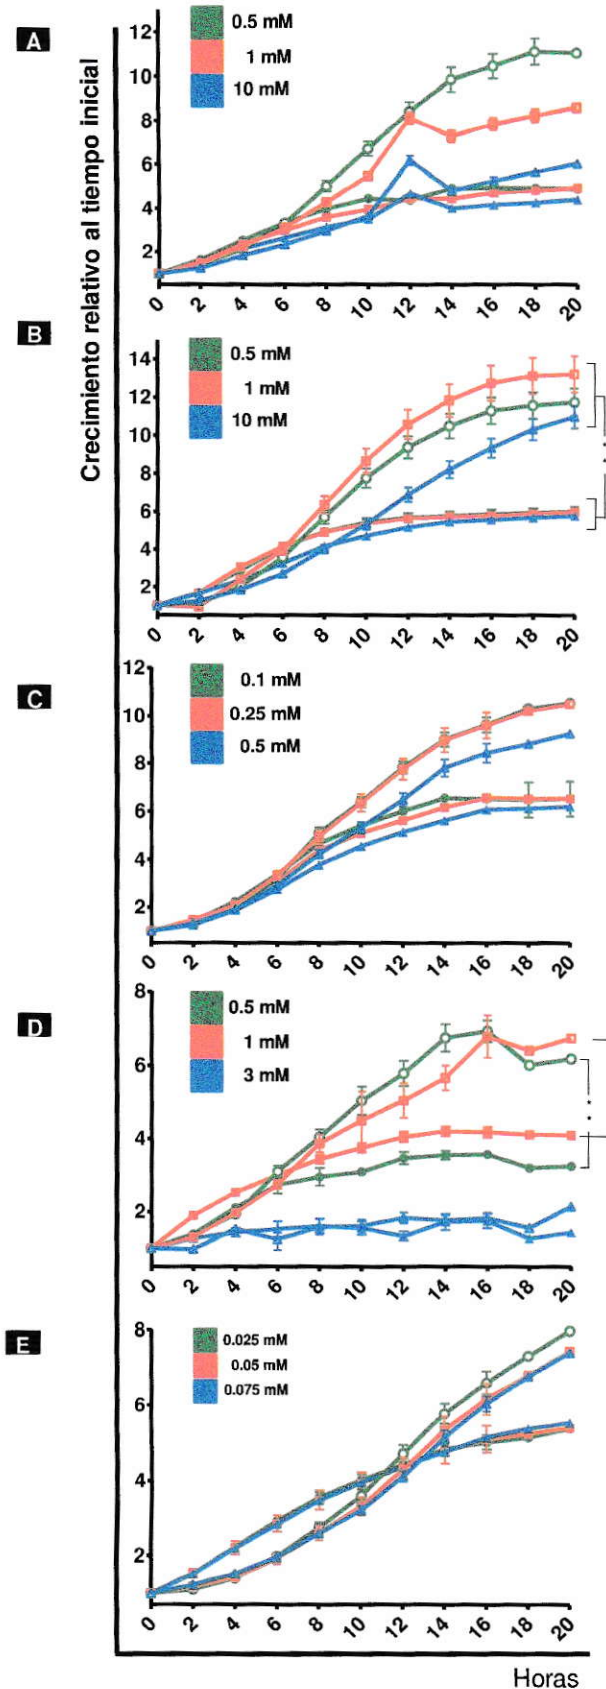 Crecimiento relativo al tiempo inicial
A
0.5 mM
1 mM
10 mM
12
10
8
6
4
2
0 2 4 6 8 10 12 14 16 18 20
B
0.5 mM
1 mM
10 mM
14
12
10
8
6
4
2
0 2 4 6 8 10 12 14 16 18 20
C
0.1 mM
0.25 mM
0.5 mM
12
10
8
6
4
2
0 2 4 6 8 10 12 14 16 18 20
D
0.5 mM
1 mM
3 mM
8
6
4
2
0 2 4 6 8 10 12 14 16 18 20
E
0.025 mM
0.05 mM
0.075 mM
8
6
4
2
0 2 4 6 8 10 12 14 16 18 20
Horas